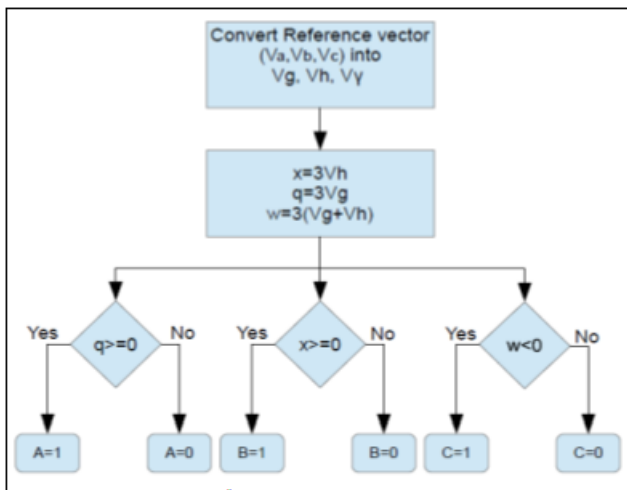 Convert Reference vector
(Va,Vb,Vc) into
Vg, Vh, Vγ
x=3Vh
q=3Vg
w=3(Vg+Vh)
Yes q>=0 No Yes x>=0 No Yes w<0 No
A=1 A=0 B=1 B=0 C=1 C=0